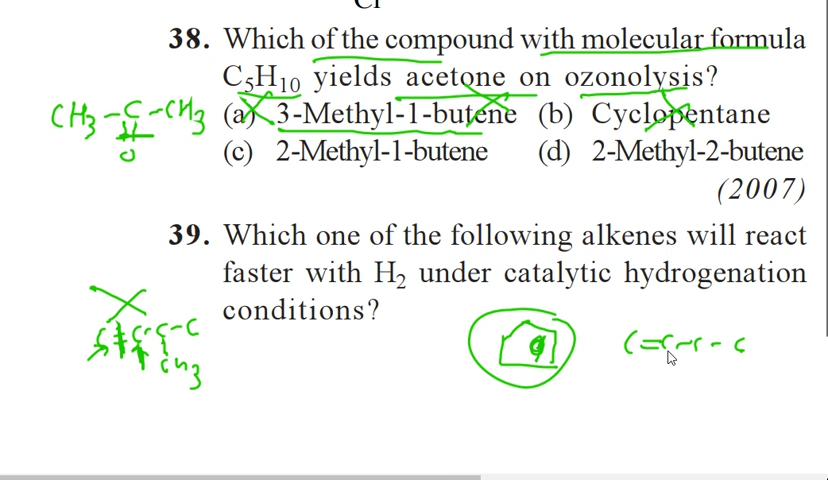 Cl
38. Which of the compound with molecular formula
C₅H₁₀ yields acetone on ozonolysis?
CH₃-C-CH₃
O
(a) 3-Methyl-1-butene (b) Cyclopentane
(c) 2-Methyl-1-butene (d) 2-Methyl-2-butene
(2007)
39. Which one of the following alkenes will react
faster with H₂ under catalytic hydrogenation
conditions?
C-C
CH₃
C=C-C-C